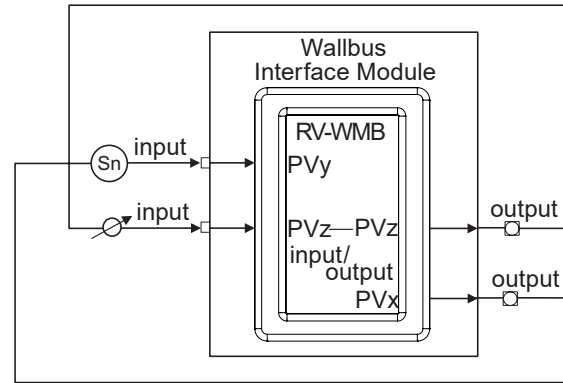 Wallbus
Interface Module
RV-WMB
Sn
input
PVy
input
PVz—PVz
input/
output
PVx
output
output